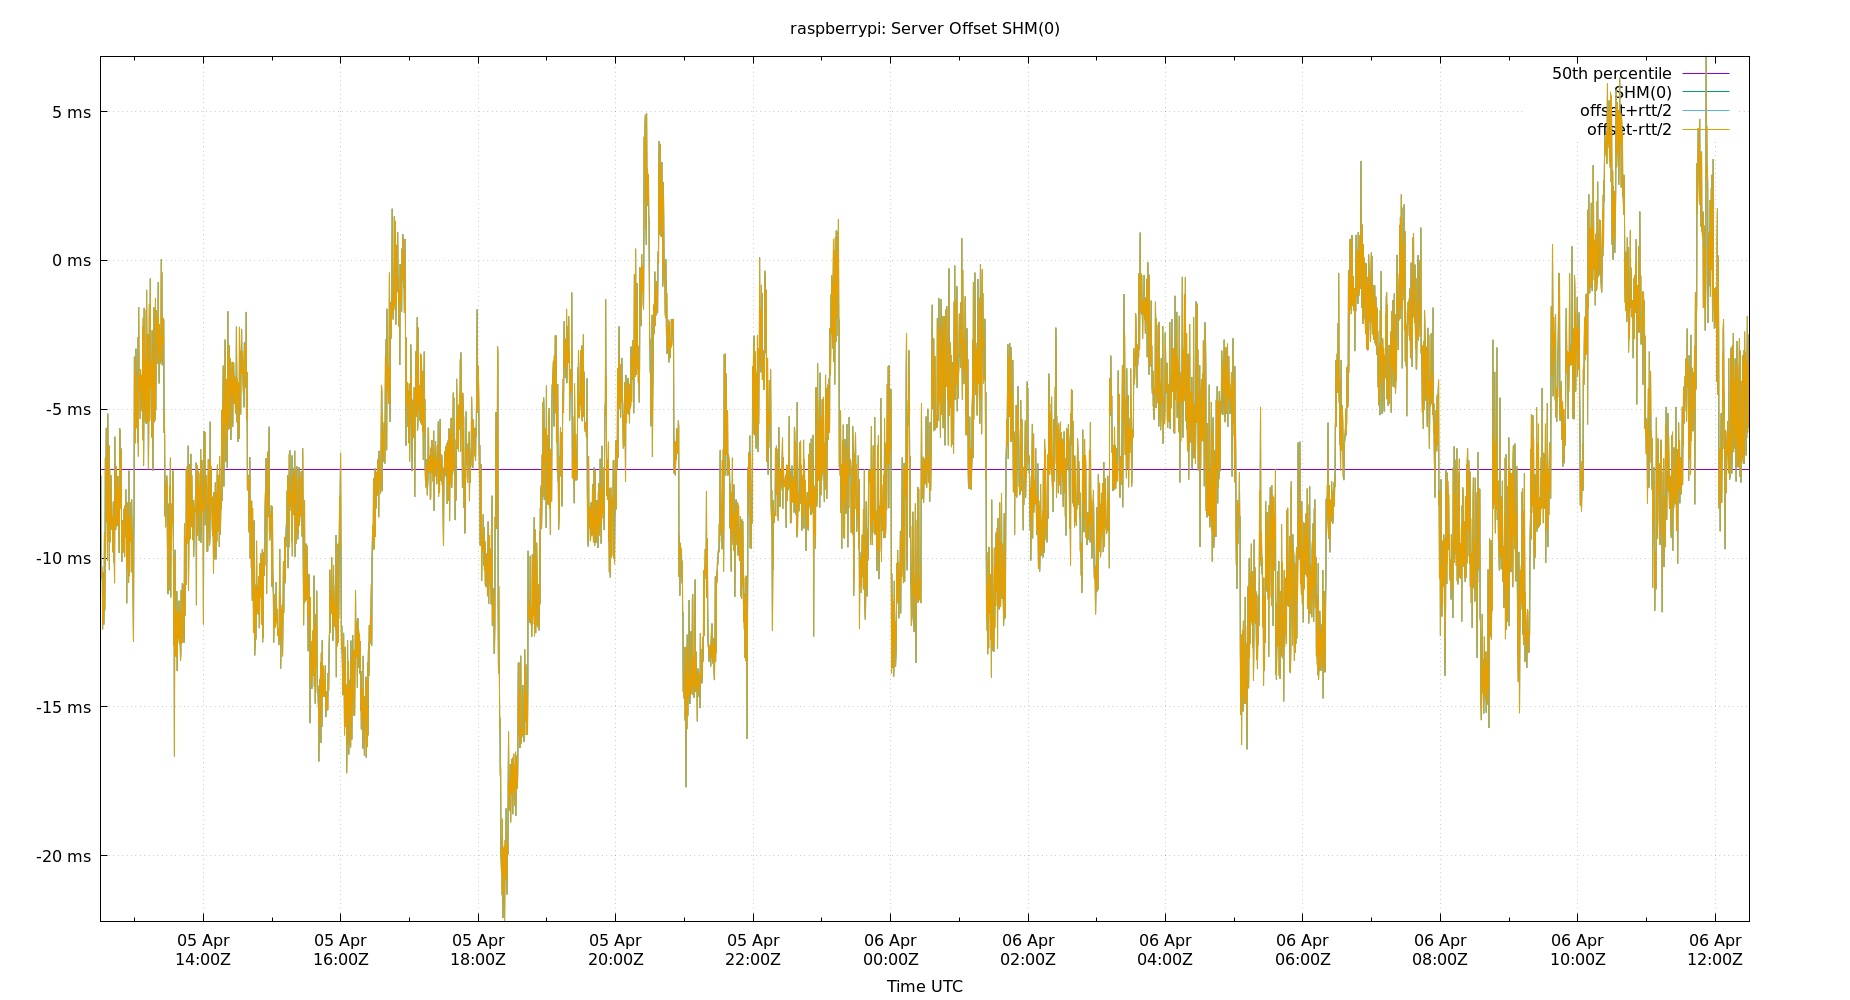 raspberrypi: Server Offset SHM(0)
50th percentile
SHM(0)
offset+rtt/2
offset-rtt/2
5 ms
0 ms
-5 ms
-10 ms
-15 ms
-20 ms
05 Apr 05 Apr 05 Apr 05 Apr 05 Apr 06 Apr 06 Apr 06 Apr 06 Apr 06 Apr 06 Apr 06 Apr
14:00Z 16:00Z 18:00Z 20:00Z 22:00Z 00:00Z 02:00Z 04:00Z 06:00Z 08:00Z 10:00Z 12:00Z
Time UTC